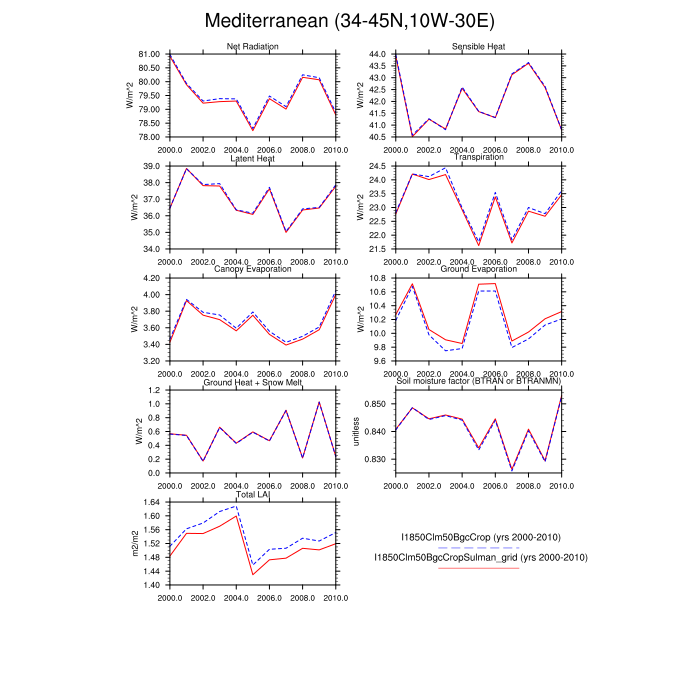 Mediterranean (34-45N,10W-30E)
Net Radiation
W/m^2
81.00
80.50
80.00
79.50
79.00
78.50
78.00
2000.0 2002.0 2004.0 2006.0 2008.0 2010.0
Sensible Heat
W/m^2
44.0
43.5
43.0
42.5
42.0
41.5
41.0
40.5
2000.0 2002.0 2004.0 2006.0 2008.0 2010.0
Latent Heat
W/m^2
39.0
38.0
37.0
36.0
35.0
34.0
2000.0 2002.0 2004.0 2006.0 2008.0 2010.0
Transpiration
W/m^2
24.5
24.0
23.5
23.0
22.5
22.0
21.5
2000.0 2002.0 2004.0 2006.0 2008.0 2010.0
Canopy Evaporation
W/m^2
4.20
4.00
3.80
3.60
3.40
3.20
2000.0 2002.0 2004.0 2006.0 2008.0 2010.0
Ground Evaporation
W/m^2
10.8
10.6
10.4
10.2
10.0
9.8
9.6
2000.0 2002.0 2004.0 2006.0 2008.0 2010.0
Ground Heat + Snow Melt
W/m^2
1.2
1.0
0.8
0.6
0.4
0.2
0.0
2000.0 2002.0 2004.0 2006.0 2008.0 2010.0
Soil moisture factor (BTRAN or BTRANMN)
unitless
0.850
0.840
0.830
2000.0 2002.0 2004.0 2006.0 2008.0 2010.0
Total LAI
m2/m2
1.64
1.60
1.56
1.52
1.48
1.44
1.40
2000.0 2002.0 2004.0 2006.0 2008.0 2010.0
I1850Clm50BgcCrop (yrs 2000-2010)
I1850Clm50BgcCropSulman_grid (yrs 2000-2010)